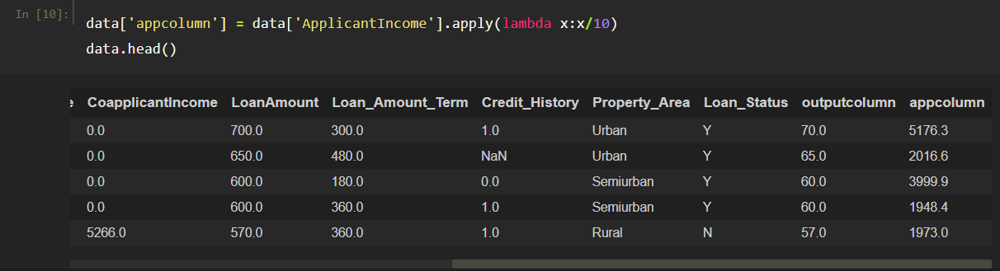 In [10]:
data['appcolumn'] = data['ApplicantIncome'].apply(lambda x:x/10)
data.head()
e CoapplicantIncome LoanAmount Loan_Amount_Term Credit_History Property_Area Loan_Status outputcolumn appcolumn
0.0 700.0 300.0 1.0 Urban Y 70.0 5176.3
0.0 650.0 480.0 NaN Urban Y 65.0 2016.6
0.0 600.0 180.0 0.0 Semiurban Y 60.0 3999.9
0.0 600.0 360.0 1.0 Semiurban Y 60.0 1948.4
5266.0 570.0 360.0 1.0 Rural N 57.0 1973.0